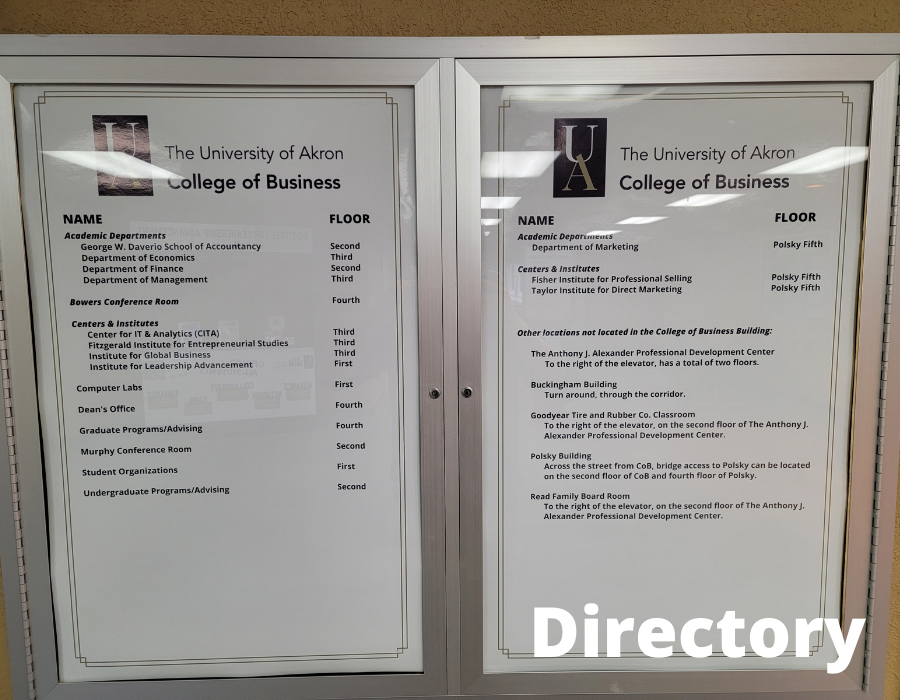 UA
The University of Akron
College of Business
NAME FLOOR
Academic Departments
George W. Daverio School of Accountancy Second
Department of Economics Third
Department of Finance Second
Department of Management Third
Bowers Conference Room Fourth
Centers & Institutes
Center for IT & Analytics (CITA) Third
Fitzgerald Institute for Entrepreneurial Studies Third
Institute for Global Business Third
Institute for Leadership Advancement First
Computer Labs First
Dean's Office Fourth
Graduate Programs/Advising Fourth
Murphy Conference Room Second
Student Organizations First
Undergraduate Programs/Advising Second
UA
The University of Akron
College of Business
NAME FLOOR
Academic Departments
Department of Marketing Polsky Fifth
Centers & Institutes
Fisher Institute for Professional Selling Polsky Fifth
Taylor Institute for Direct Marketing Polsky Fifth
Other locations not located in the College of Business Building:
The Anthony J. Alexander Professional Development Center
To the right of the elevator, has a total of two floors.
Buckingham Building
Turn around, through the corridor.
Goodyear Tire and Rubber Co. Classroom
To the right of the elevator, on the second floor of The Anthony J.
Alexander Professional Development Center.
Polsky Building
Across the street from CoB, bridge access to Polsky can be located
on the second floor of CoB and fourth floor of Polsky.
Read Family Board Room
To the right of the elevator, on the second floor of The Anthony J.
Alexander Professional Development Center.
Directory